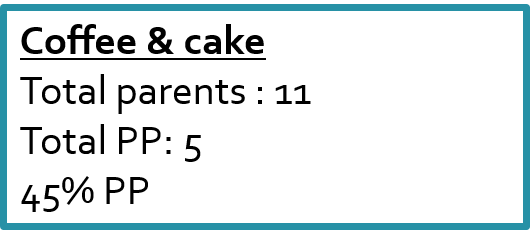 Coffee & cake
Total parents : 11
Total PP: 5
45% PP